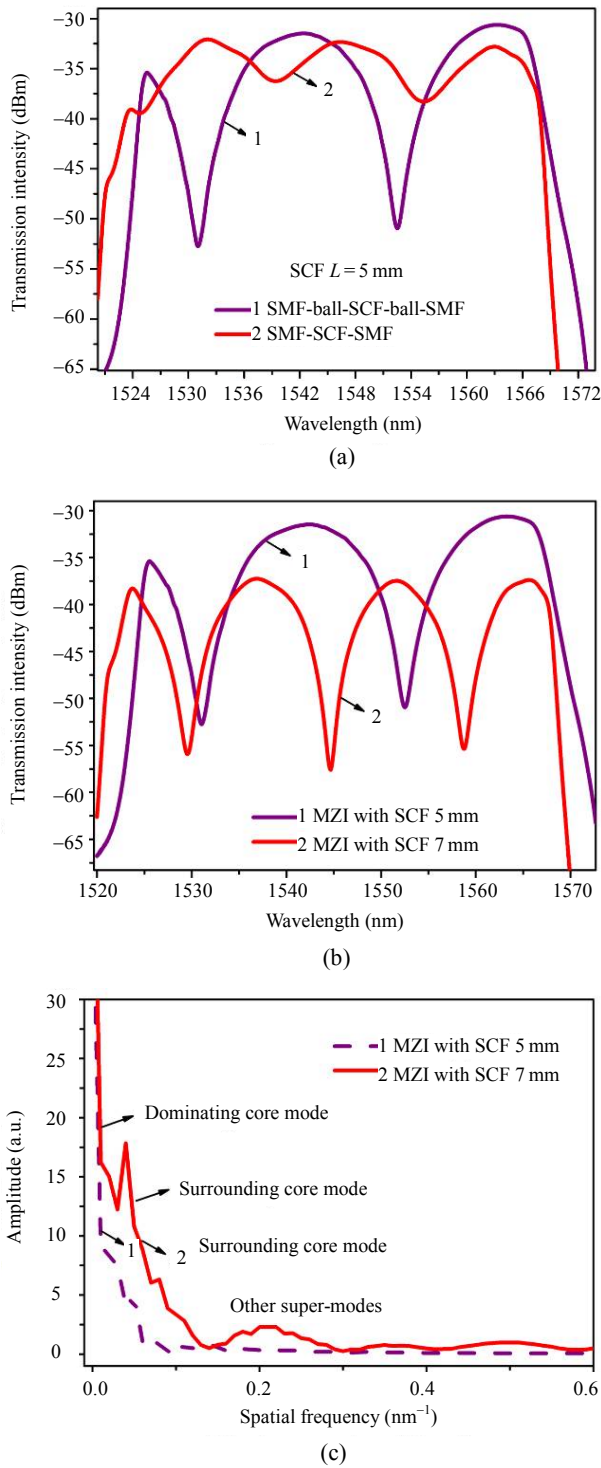 −30
−35
−40
−45
−50
−55
−60
−65
Transmission intensity (dBm)
2
1
SCF L = 5 mm
1 SMF-ball-SCF-ball-SMF
2 SMF-SCF-SMF
1524 1530 1536 1542 1548 1554 1560 1566 1572
Wavelength (nm)
(a)
−30
−35
−40
−45
−50
−55
−60
−65
Transmission intensity (dBm)
1
2
1 MZI with SCF 5 mm
2 MZI with SCF 7 mm
1520 1530 1540 1550 1560 1570
Wavelength (nm)
(b)
30
25
20
15
10
5
0
Amplitude (a.u.)
1 MZI with SCF 5 mm
2 MZI with SCF 7 mm
Dominating core mode
Surrounding core mode
1
2
Surrounding core mode
Other super-modes
0.0 0.2 0.4 0.6
Spatial frequency (nm−1)
(c)